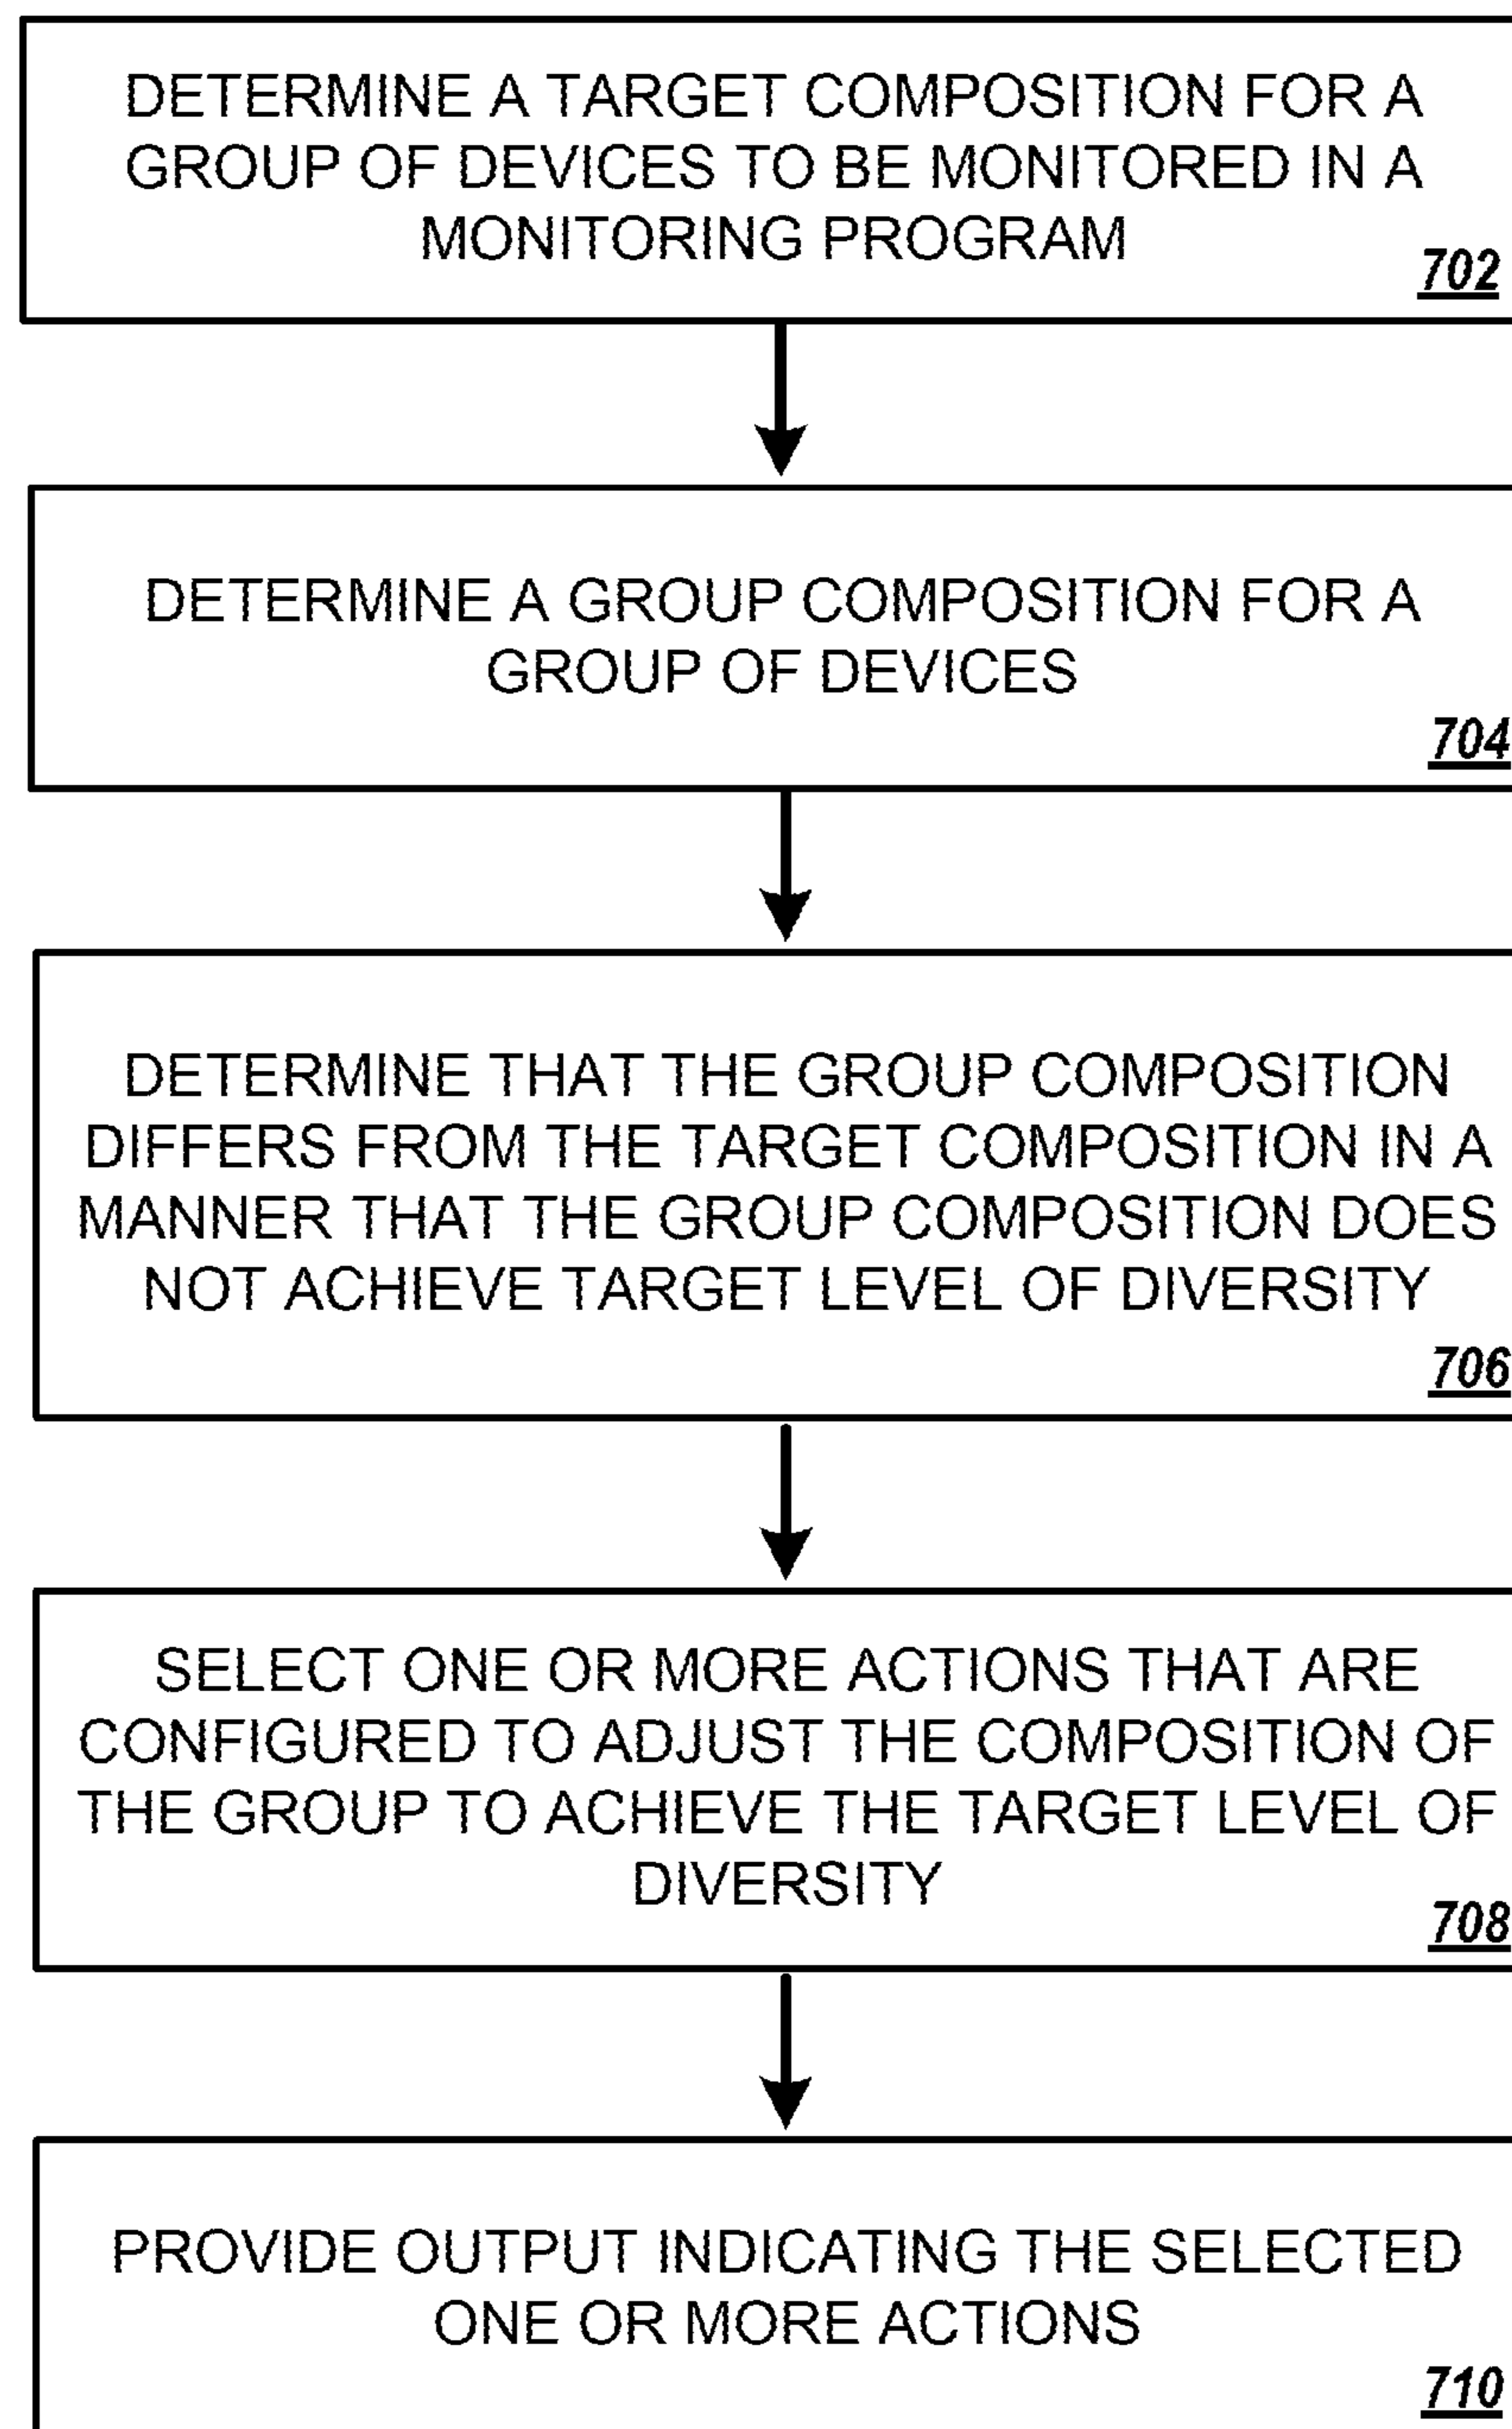 DETERMINE A TARGET COMPOSITION FOR A
GROUP OF DEVICES TO BE MONITORED IN A
MONITORING PROGRAM
702
DETERMINE A GROUP COMPOSITION FOR A
GROUP OF DEVICES
704
DETERMINE THAT THE GROUP COMPOSITION
DIFFERS FROM THE TARGET COMPOSITION IN A
MANNER THAT THE GROUP COMPOSITION DOES
NOT ACHIEVE TARGET LEVEL OF DIVERSITY
706
SELECT ONE OR MORE ACTIONS THAT ARE
CONFIGURED TO ADJUST THE COMPOSITION OF
THE GROUP TO ACHIEVE THE TARGET LEVEL OF
DIVERSITY
708
PROVIDE OUTPUT INDICATING THE SELECTED
ONE OR MORE ACTIONS
710